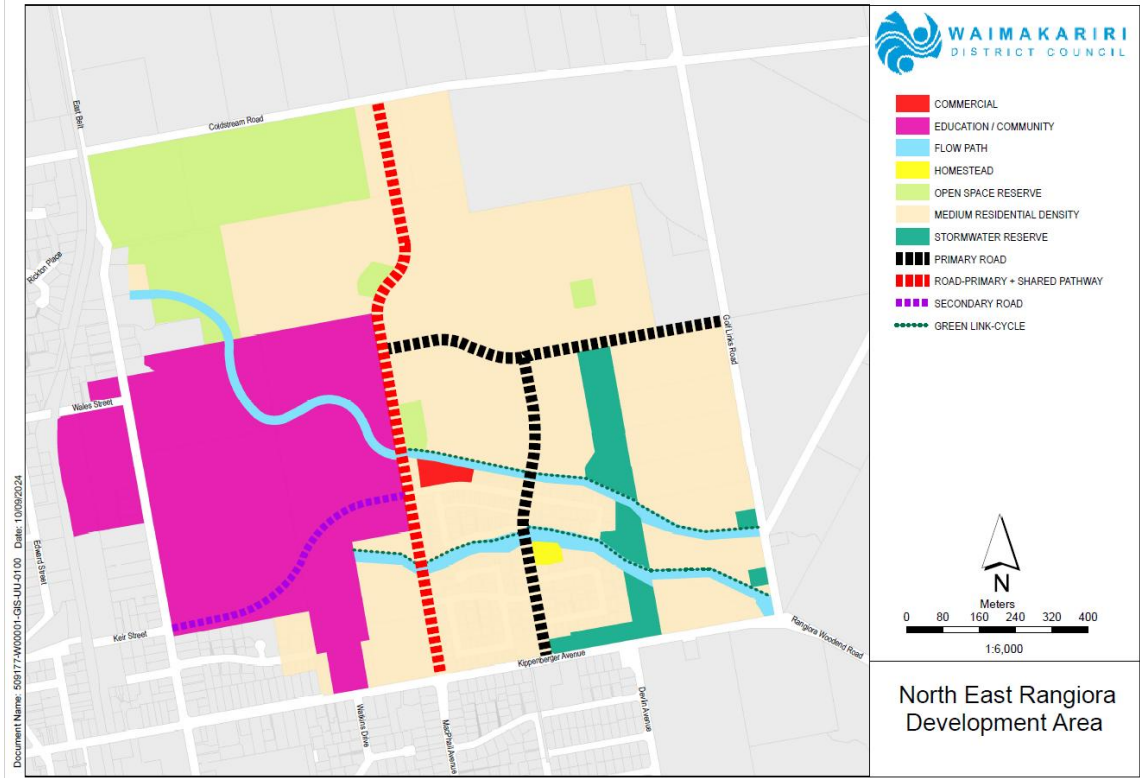 WAIMAKARIRI
DISTRICT COUNCIL
COMMERCIAL
EDUCATION / COMMUNITY
FLOW PATH
HOMESTEAD
OPEN SPACE RESERVE
MEDIUM RESIDENTIAL DENSITY
STORMWATER RESERVE
PRIMARY ROAD
ROAD-PRIMARY + SHARED PATHWAY
SECONDARY ROAD
GREEN LINK-CYCLE
East Belt
Coldstream Road
Rickton Place
Golf Links Road
Wales Street
Edward Street
Keir Street
Kippenberger Avenue
Rangiora Woodend Road
Watkins Drive
MacPhail Avenue
Devlin Avenue
N
Meters
0 80 160 240 320 400
1:6,000
North East Rangiora
Development Area
Document Name: 509177-W00001-GIS-UU-0100 Date: 10/09/2024